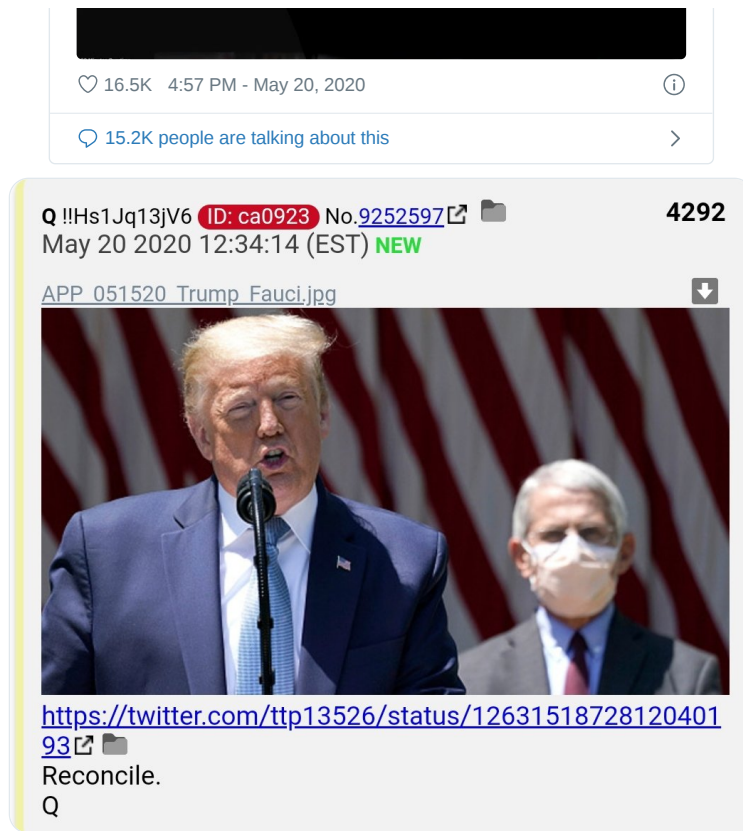 16.5K 4:57 PM - May 20, 2020
15.2K people are talking about this
Q !!Hs1Jq13jV6 ID: ca0923 No.9252597 4292
May 20 2020 12:34:14 (EST) NEW
APP_051520_Trump_Fauci.jpg
https://twitter.com/ttp13526/status/12631518728120401
93
Reconcile.
Q